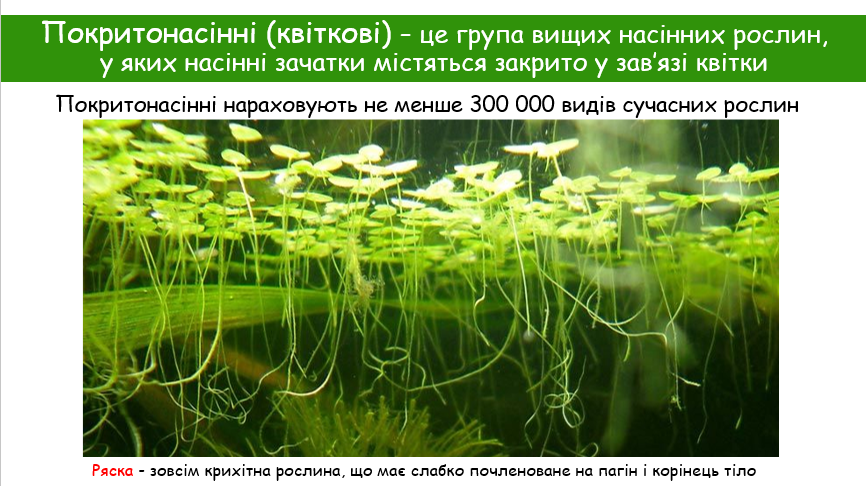 Покритонасінні (квіткові) – це група вищих насінних рослин,
у яких насінні зачатки містяться закрито у зав’язі квітки
Покритонасінні нараховують не менше 300 000 видів сучасних рослин
Ряска - зовсім крихітна рослина, що має слабко почленоване на пагін і корінець тіло